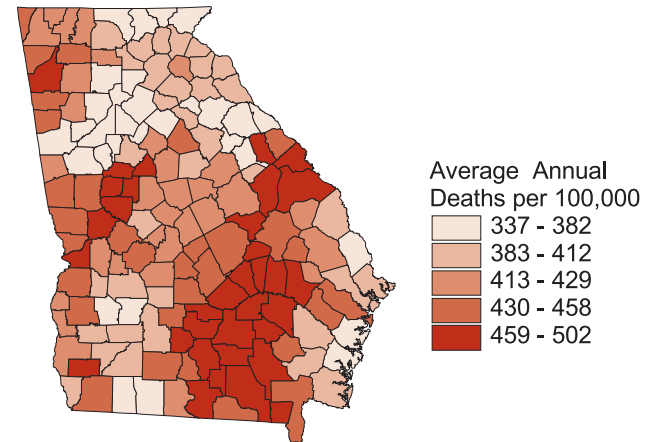 Average Annual
Deaths per 100,000
337 - 382
383 - 412
413 - 429
430 - 458
459 - 502